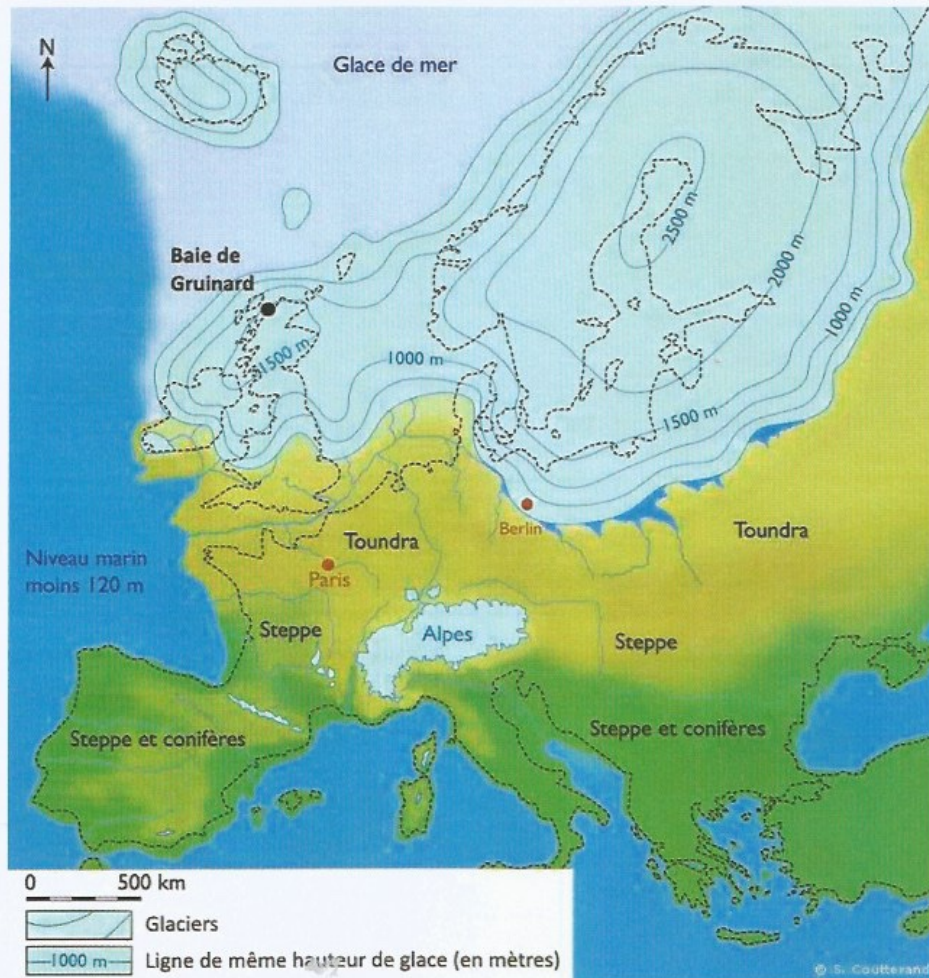 N
Glace de mer
Baie de
Gruinard
2500 m
2000 m
1000 m
1500 m
1000 m
1500 m
Berlin
Toundra
Toundra
Niveau marin
moins 120 m
Paris
Steppe
Alpes
Steppe
Steppe et conifères
Steppe et conifères
0 500 km
Glaciers
1000 m Ligne de même hauteur de glace (en mètres)
© S. Coutterand